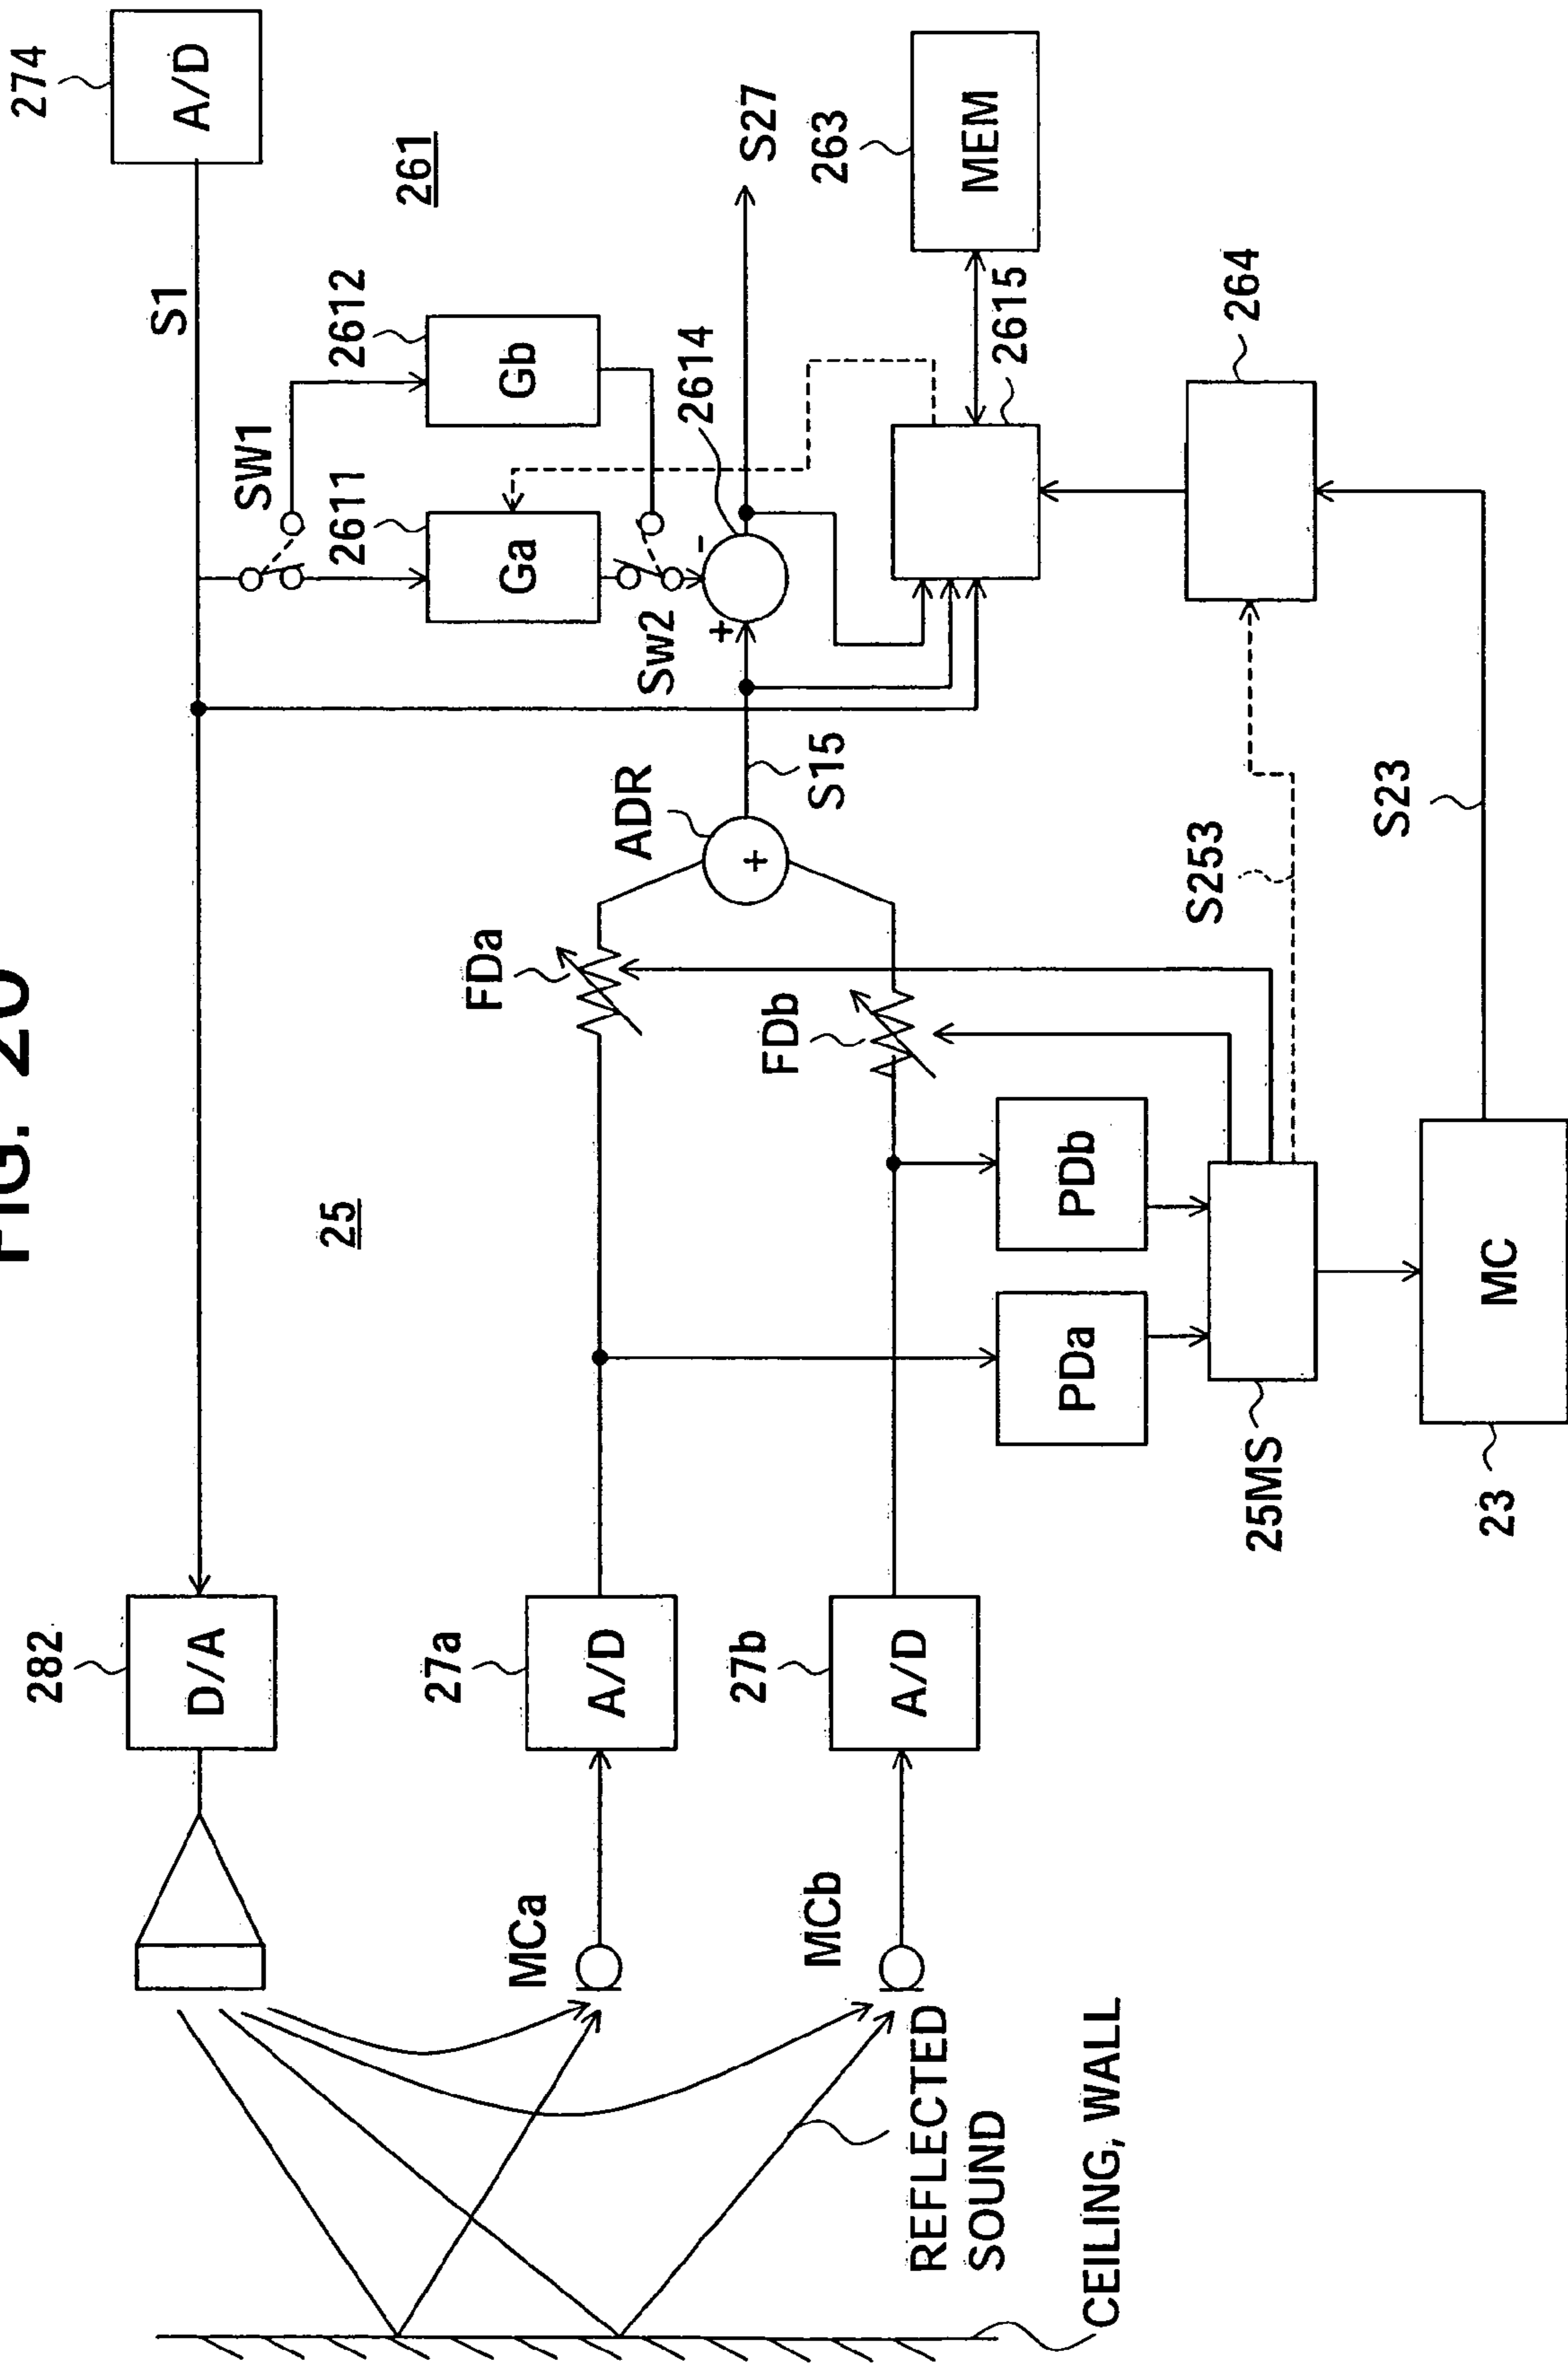 FIG. 20
274
A/D
S1
261
SW1
2612
Gb
2611
Ga
Sw2
2614
-
+
S27
263
MEM
2615
264
ADR
+
S15
FDa
FDb
S253
S23
25
PDa
PDb
25MS
MC
23
282
D/A
27a
A/D
27b
A/D
MCa
MCb
REFLECTED
SOUND
CEILING, WALL